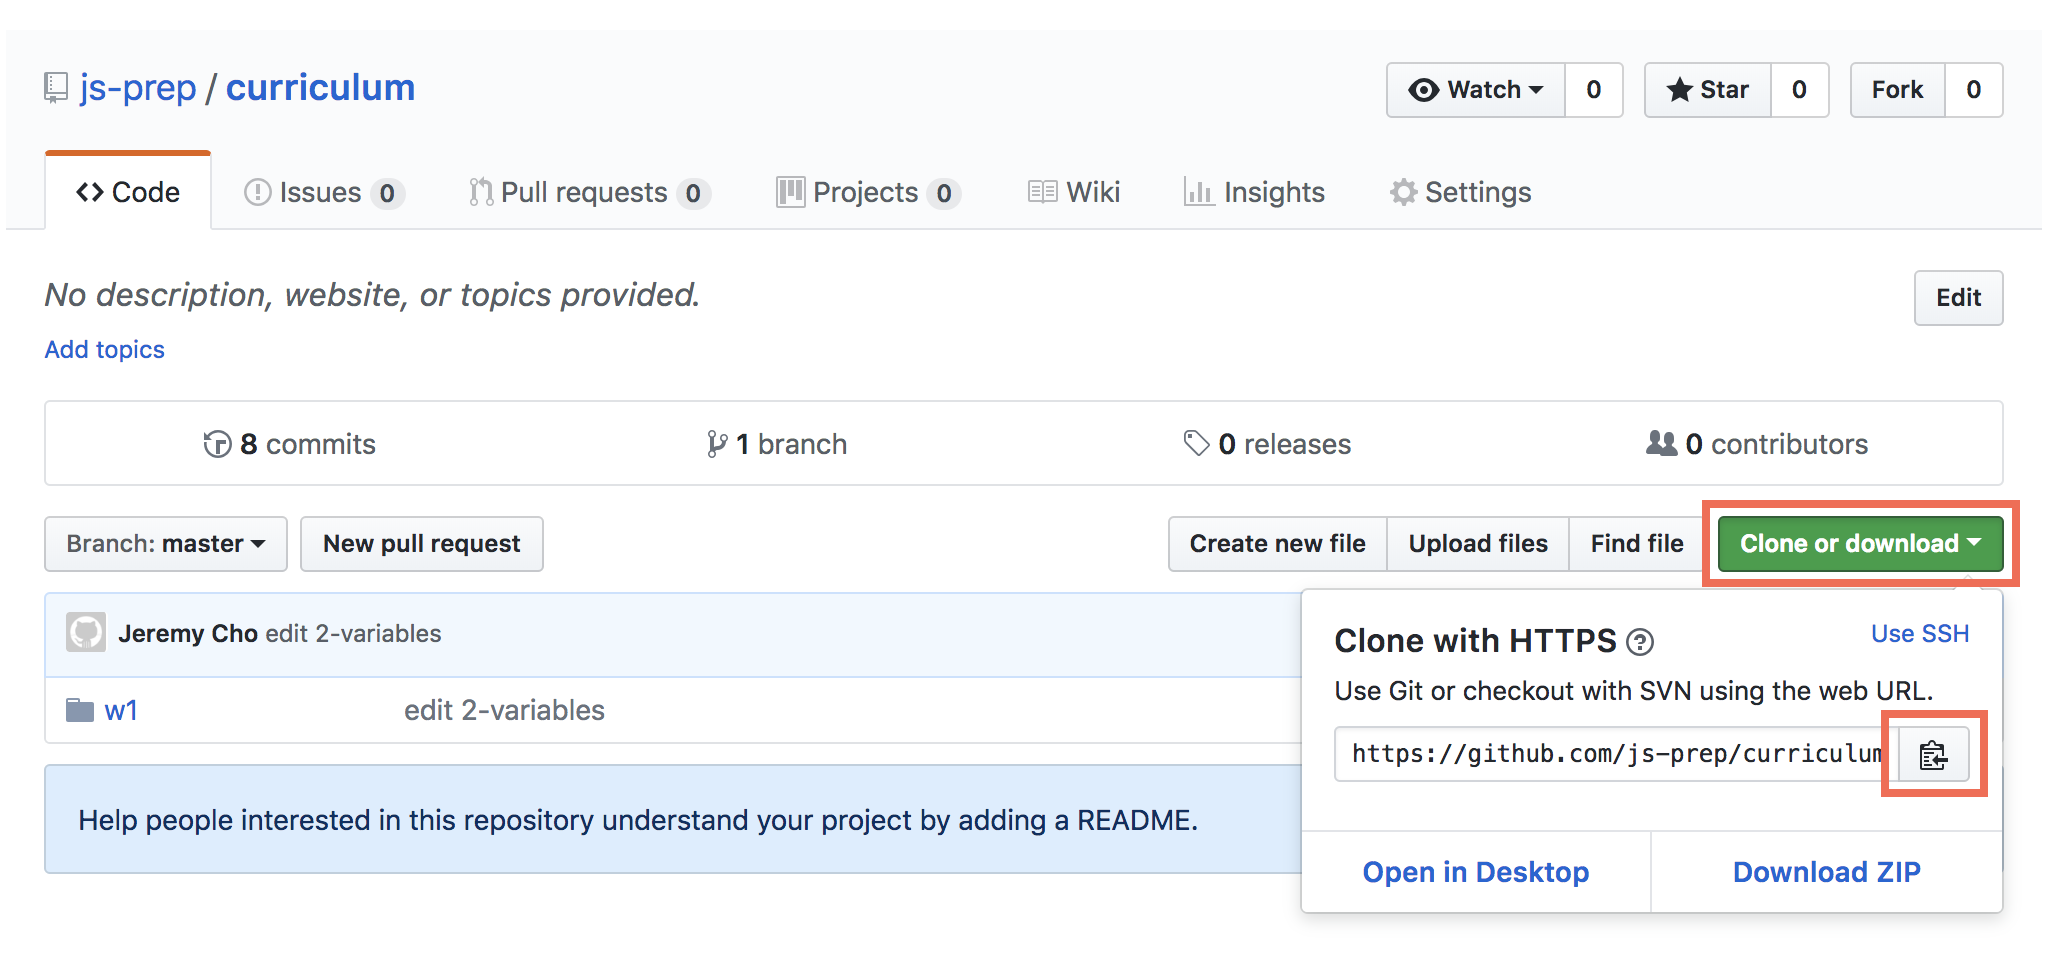 js-prep / curriculum
Watch 0 Star 0 Fork 0
Code Issues 0 Pull requests 0 Projects 0 Wiki Insights Settings
No description, website, or topics provided.
Edit
Add topics
8 commits 1 branch 0 releases 0 contributors
Branch: master New pull request Create new file Upload files Find file Clone or download
Jeremy Cho edit 2-variables
w1 edit 2-variables
Help people interested in this repository understand your project by adding a README.
Clone with HTTPS ? Use SSH
Use Git or checkout with SVN using the web URL.
https://github.com/js-prep/curriculum
Open in Desktop Download ZIP